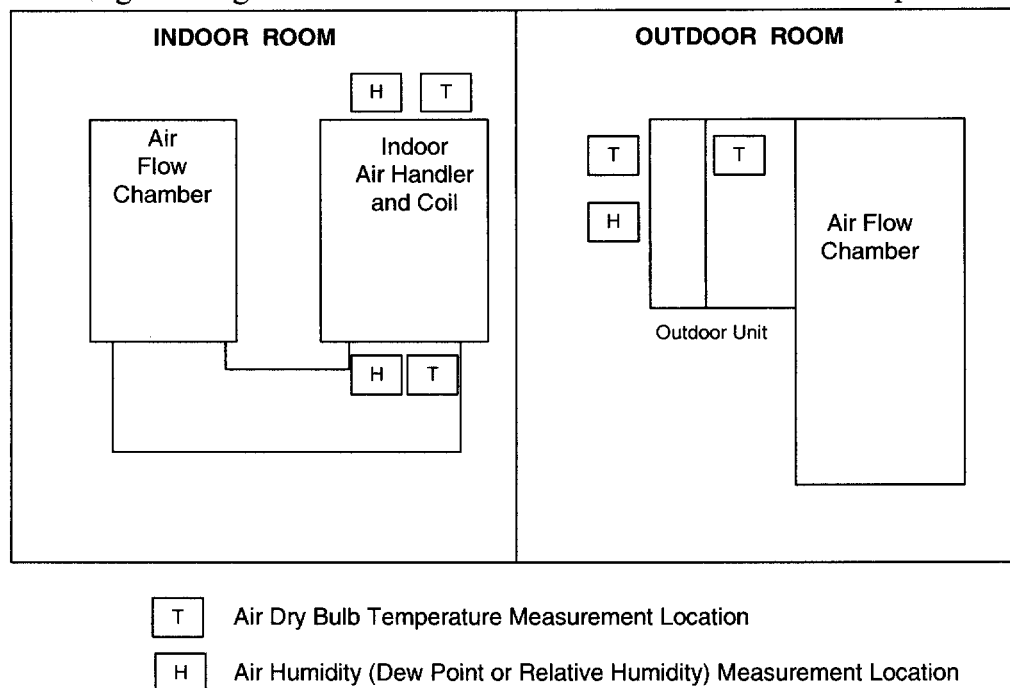 INDOOR ROOM
H T
Air
Flow
Chamber
Indoor
Air Handler
and Coil
H T
OUTDOOR ROOM
T T
H
Air Flow
Chamber
Outdoor Unit
T Air Dry Bulb Temperature Measurement Location
H Air Humidity (Dew Point or Relative Humidity) Measurement Location